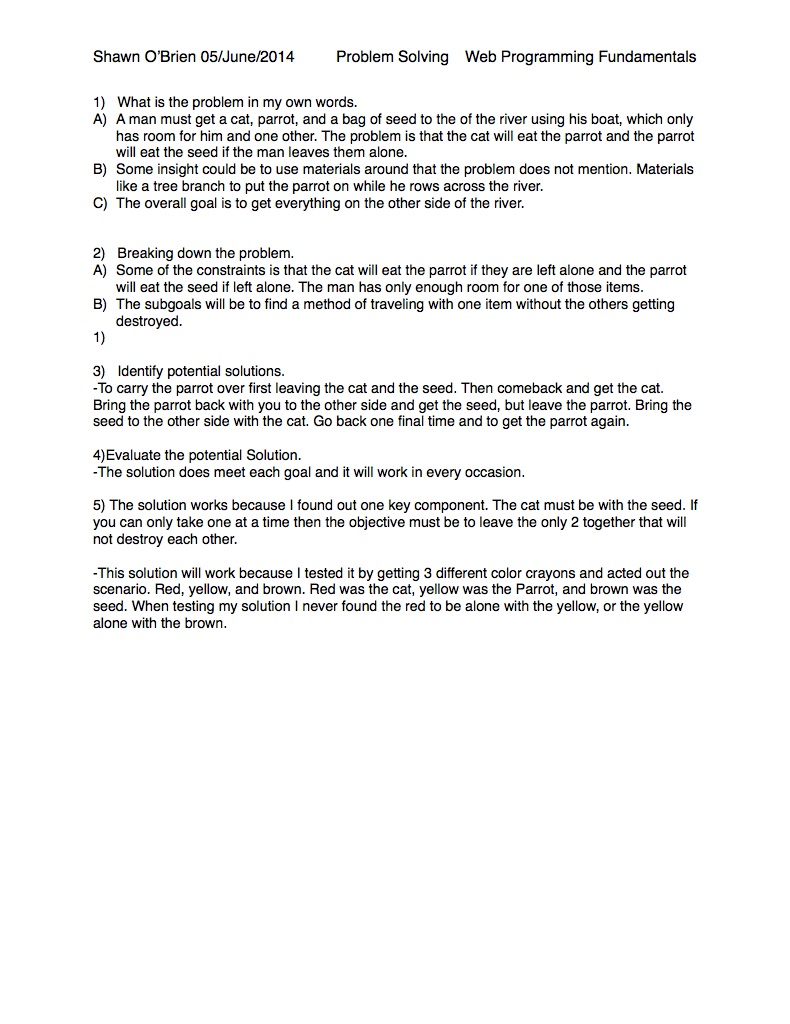 Shawn O'Brien 05/June/2014 Problem Solving Web Programming Fundamentals
1) What is the problem in my own words.
A) A man must get a cat, parrot, and a bag of seed to the of the river using his boat, which only
has room for him and one other. The problem is that the cat will eat the parrot and the parrot
will eat the seed if the man leaves them alone.
B) Some insight could be to use materials around that the problem does not mention. Materials
like a tree branch to put the parrot on while he rows across the river.
C) The overall goal is to get everything on the other side of the river.
2) Breaking down the problem.
A) Some of the constraints is that the cat will eat the parrot if they are left alone and the parrot
will eat the seed if left alone. The man has only enough room for one of those items.
B) The subgoals will be to find a method of traveling with one item without the others getting
destroyed.
1)
3) Identify potential solutions.
-To carry the parrot over first leaving the cat and the seed. Then comeback and get the cat.
Bring the parrot back with you to the other side and get the seed, but leave the parrot. Bring the
seed to the other side with the cat. Go back one final time and to get the parrot again.
4)Evaluate the potential Solution.
-The solution does meet each goal and it will work in every occasion.
5) The solution works because I found out one key component. The cat must be with the seed. If
you can only take one at a time then the objective must be to leave the only 2 together that will
not destroy each other.
-This solution will work because I tested it by getting 3 different color crayons and acted out the
scenario. Red, yellow, and brown. Red was the cat, yellow was the Parrot, and brown was the
seed. When testing my solution I never found the red to be alone with the yellow, or the yellow
alone with the brown.